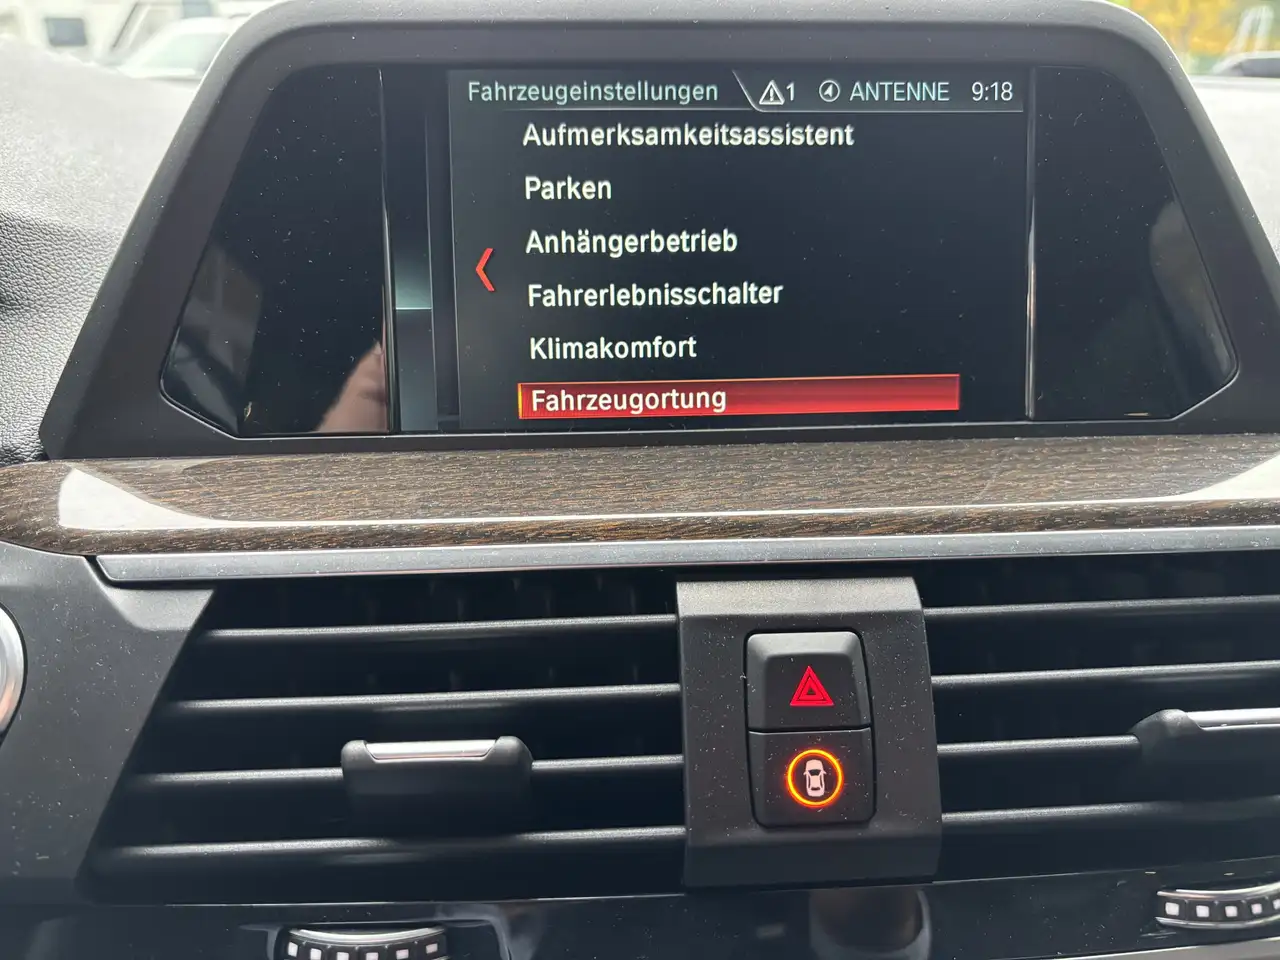 Fahrzeugeinstellungen 1 ANTENNE 9:18
Aufmerksamkeitsassistent
Parken
Anhängerbetrieb
Fahrerlebnisschalter
Klimakomfort
Fahrzeugortung